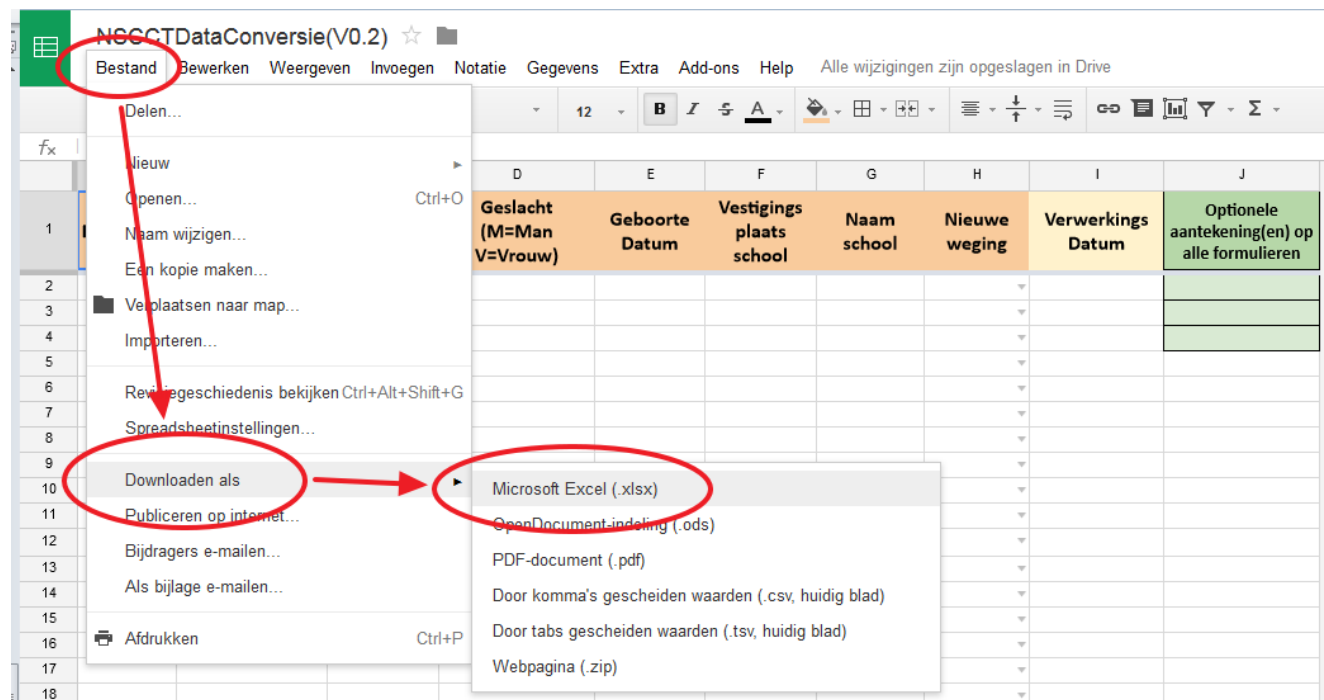 NSCCTDataConversie(V0.2)
Bestand Bewerken Weergeven Invoegen Notatie Gegevens Extra Add-ons Help Alle wijzigingen zijn opgeslagen in Drive
12 B I S A Σ
fx
Delen...
Nieuw
Openen... Ctrl+O
Naam wijzigen...
Een kopie maken...
Verplaatsen naar map...
Importeren...
Revisiegeschiedenis bekijken Ctrl+Alt+Shift+G
Spreadsheetinstellingen...
Downloaden als
Publiceren op internet...
Bijdragers e-mailen...
Als bijlage e-mailen...
Afdrukken Ctrl+P
Microsoft Excel (.xlsx)
OpenDocument-indeling (.ods)
PDF-document (.pdf)
Door komma's gescheiden waarden (.csv, huidig blad)
Door tabs gescheiden waarden (.tsv, huidig blad)
Webpagina (.zip)
D E F G H I J
Geslacht
(M=Man
V=Vrouw)
Geboorte
Datum
Vestigings
plaats
school
Naam
school
Nieuwe
weging
Verwerkings
Datum
Optionele
aantekening(en) op
alle formulieren
1
2
3
4
5
6
7
8
9
10
11
12
13
14
15
16
17
18